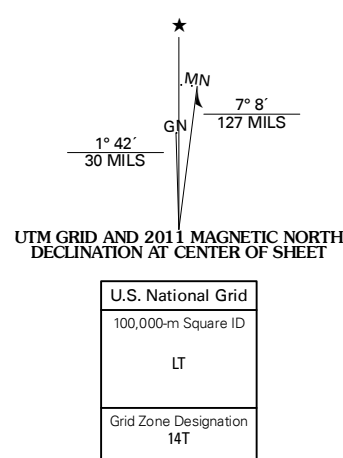 ★
MN
GN
7° 8´
127 MILS
1° 42´
30 MILS
UTM GRID AND 2011 MAGNETIC NORTH
DECLINATION AT CENTER OF SHEET
U.S. National Grid
100,000-m Square ID
LT
Grid Zone Designation
14T